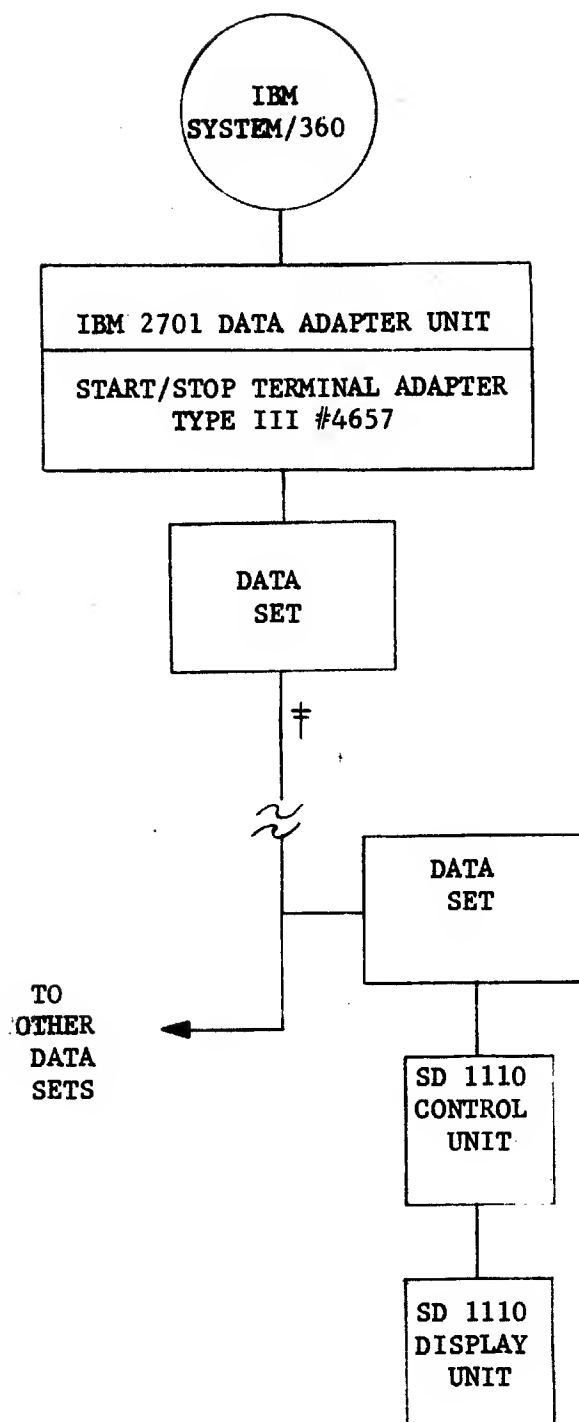 IBM
SYSTEM/360
IBM 2701 DATA ADAPTER UNIT
START/STOP TERMINAL ADAPTER
TYPE III #4657
DATA
SET
‡
DATA
SET
TO
OTHER
DATA
SETS
SD 1110
CONTROL
UNIT
SD 1110
DISPLAY
UNIT